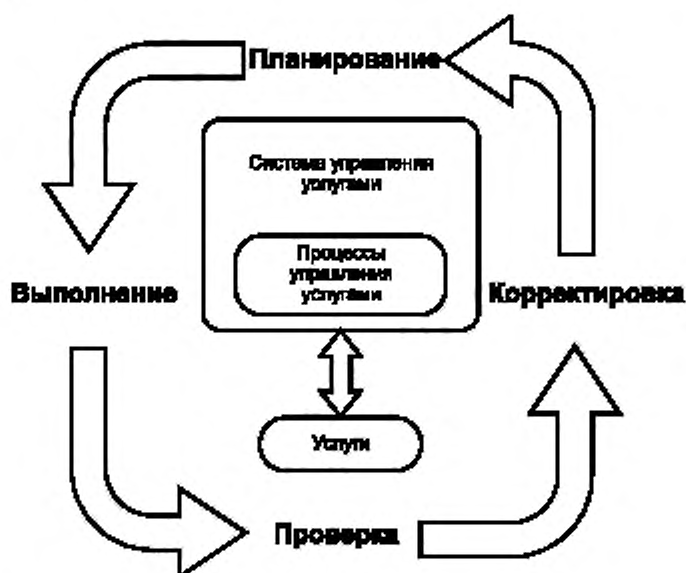 Планирование
Система управления
услугами
Процессы
управления
услугами
Выполнение
Корректировка
Услуги
Проверка